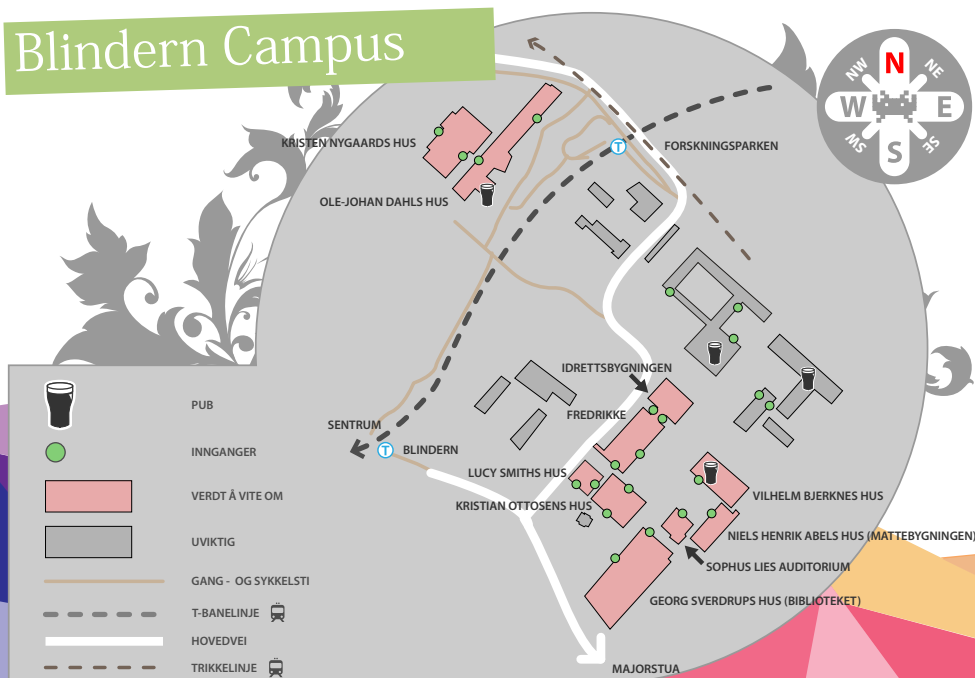 Blindern Campus
N
NE
E
SE
S
SW
W
NW
KRISTEN NYGAARDS HUS
FORSKNINGSPARKEN
OLE-JOHAN DAHLS HUS
IDRETTSBYGNINGEN
FREDRIKKE
SENTRUM
BLINDERN
LUCY SMITHS HUS
KRISTIAN OTTOSENS HUS
VILHELM BJERKNES HUS
NIELS HENRIK ABELS HUS (MATTEBYGNINGEN)
SOPHUS LIES AUDITORIUM
GEORG SVERDRUPS HUS (BIBLIOTEKET)
MAJORSTUA
T
T
PUB
INNGANGER
VERDT Å VITE OM
UVIKTIG
GANG - OG SYKKELSTI
T-BANELINJE
HOVEDVEI
TRIKKELINJE